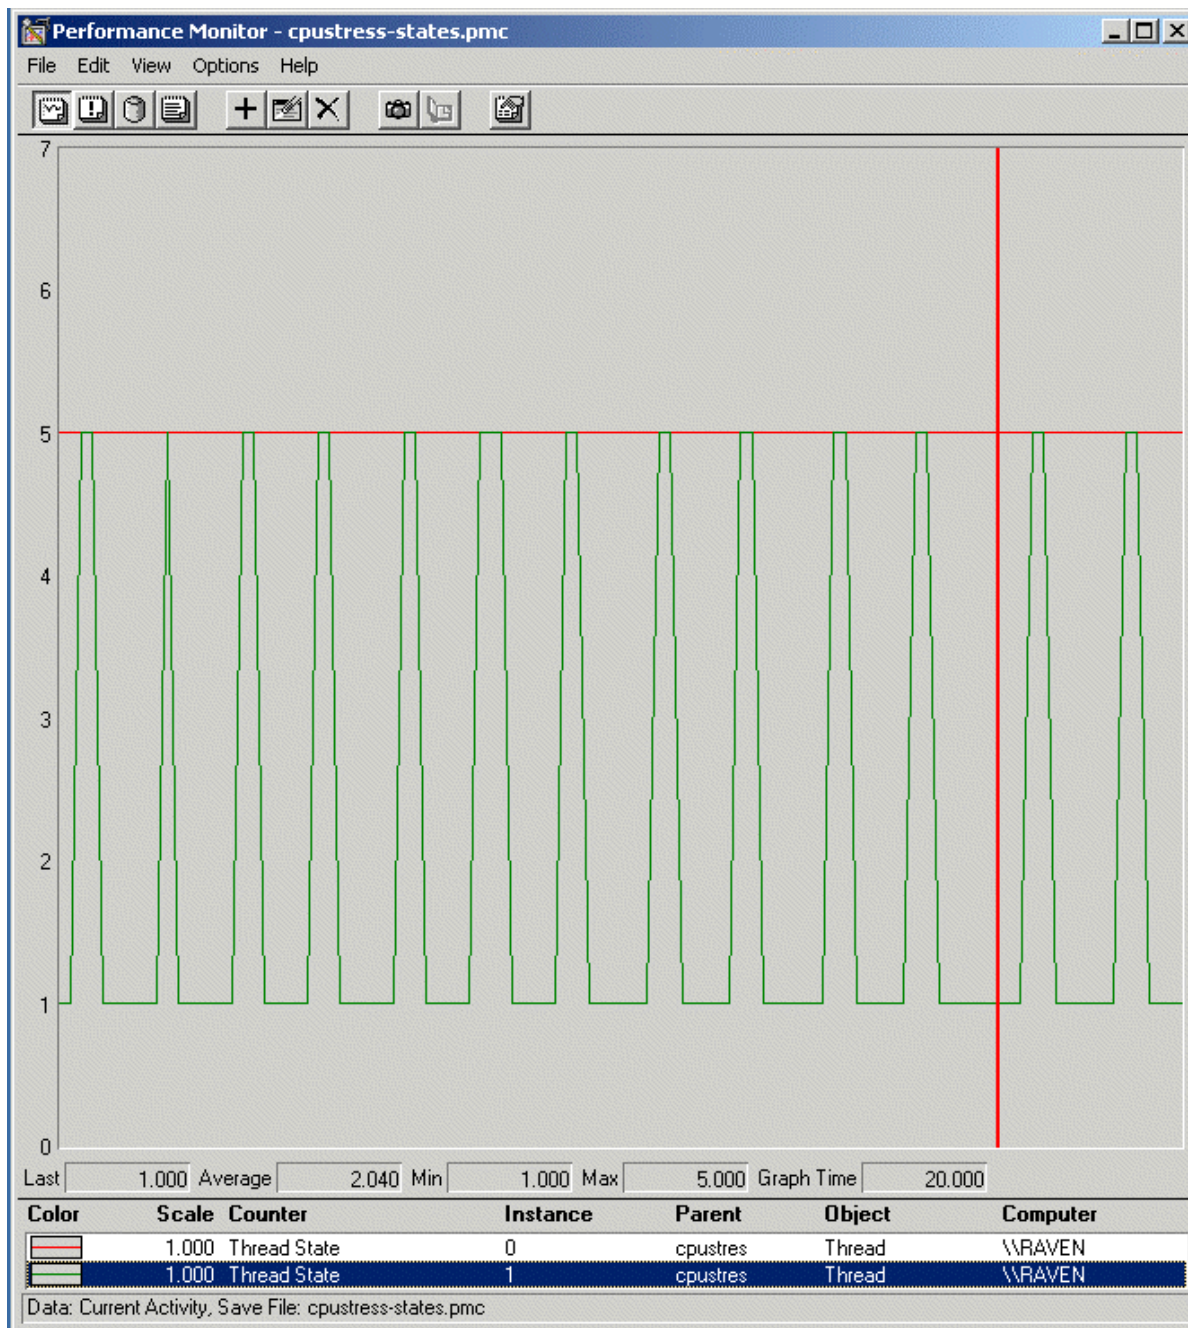 Performance Monitor - cpustress-states.pmc
File Edit View Options Help
7
6
5
4
3
2
1
0
Last 1.000 Average 2.040 Min 1.000 Max 5.000 Graph Time 20.000
Color Scale Counter Instance Parent Object Computer
1.000 Thread State 0 cpustres Thread \\RAVEN
1.000 Thread State 1 cpustres Thread \\RAVEN
Data: Current Activity, Save File: cpustress-states.pmc